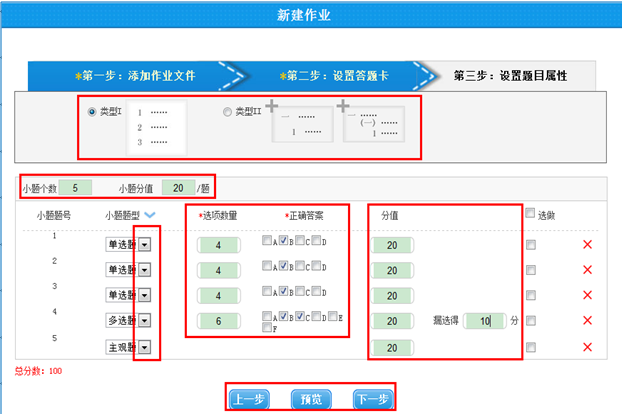 新建作业
*第一步：添加作业文件 *第二步：设置答题卡 第三步：设置题目属性
类型I 1 …… 2 …… 3 …… 类型II 一 …… 1 …… 一 …… (一) …… 1 ……
小题个数 5 小题分值 20 /题
小题题号 小题题型 *选项数量 *正确答案 分值 选做
1 单选题 4 A B C D 20
2 单选题 4 A B C D 20
3 单选题 4 A B C D 20
4 多选题 6 A B C D E F 20 漏选得 10 分
5 主观题 20
总分数：100
上一步 预览 下一步